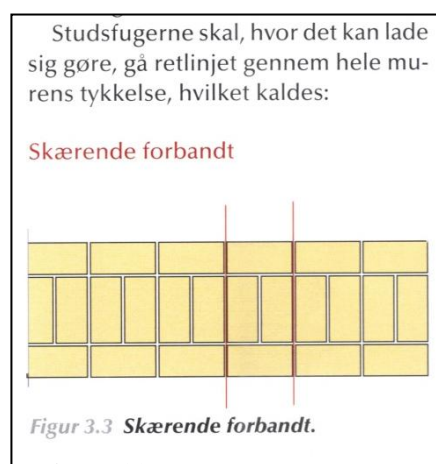 Studsfugerne skal, hvor det kan lade
sig gøre, gå retlinjet gennem hele mu-
rens tykkelse, hvilket kaldes:
Skærende forbandt
Figur 3.3 Skærende forbandt.